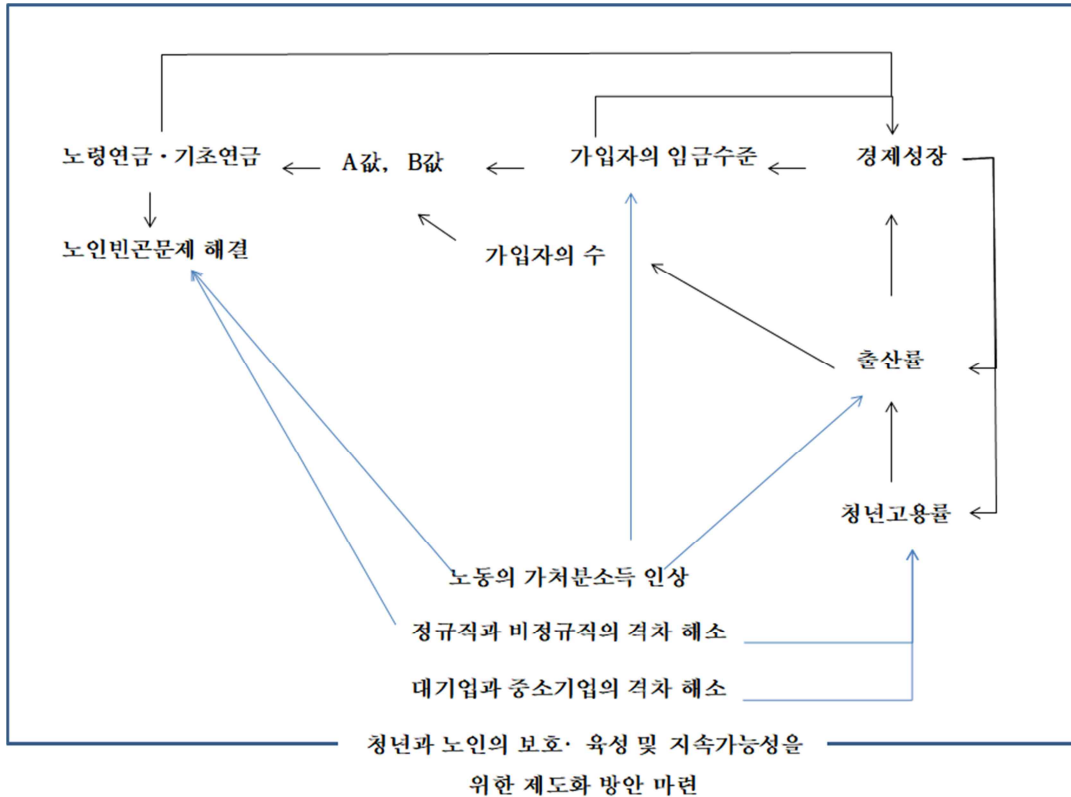 노령연금·기초연금
A값, B값
가입자의 임금수준
경제성장
노인빈곤문제 해결
가입자의 수
출산률
청년고용률
노동의 가처분소득 인상
정규직과 비정규직의 격차 해소
대기업과 중소기업의 격차 해소
청년과 노인의 보호· 육성 및 지속가능성을
위한 제도화 방안 마련